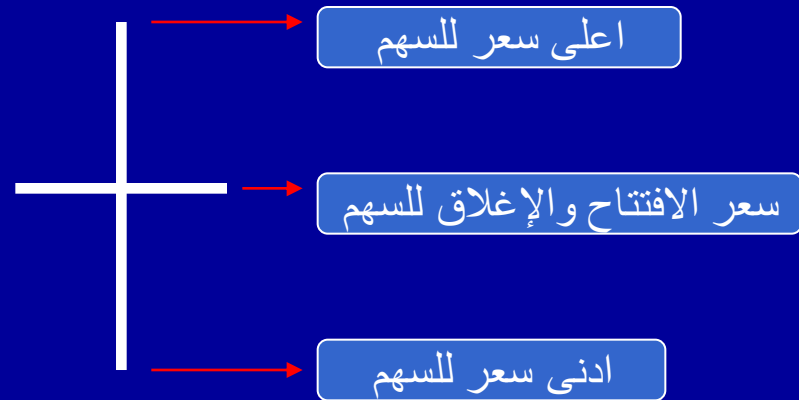 اعلى سعر للسهم
سعر الافتتاح والإغلاق للسهم
ادنى سعر للسهم